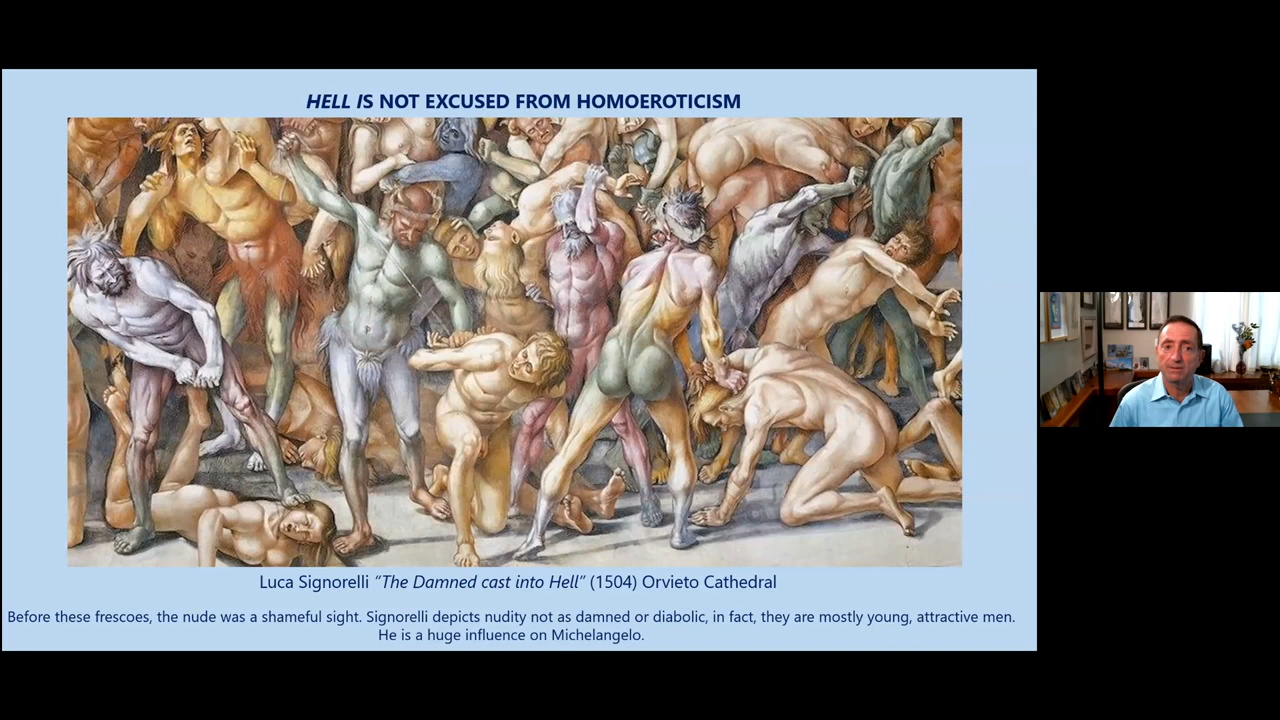 HELL IS NOT EXCUSED FROM HOMOEROTICISM
Luca Signorelli “The Damned cast into Hell” (1504) Orvieto Cathedral
Before these frescoes, the nude was a shameful sight. Signorelli depicts nudity not as damned or diabolic, in fact, they are mostly young, attractive men.
He is a huge influence on Michelangelo.